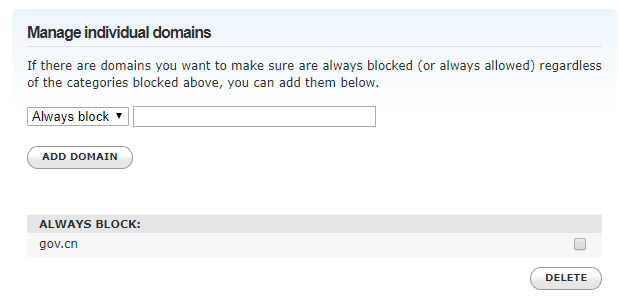 Manage individual domains
If there are domains you want to make sure are always blocked (or always allowed) regardless
of the categories blocked above, you can add them below.
Always block
ADD DOMAIN
ALWAYS BLOCK:
gov.cn
DELETE